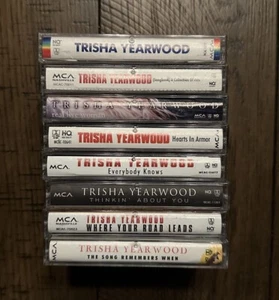 TRISHA YEARWOOD
MCA
TRISHA YEARWOOD
TRISHA YEARWOOD
MCA
HQ
TRISHA YEARWOOD
Hearts In Armor
MCA
TRISHA YEARWOOD
Everybody Knows
MCA
TRISHA YEARWOOD
THINKIN' ABOUT YOU
MCA
TRISHA YEARWOOD
WHERE YOUR ROAD LEADS
HQ
MCA
TRISHA YEARWOOD
THE SONG REMEMBERS WHEN